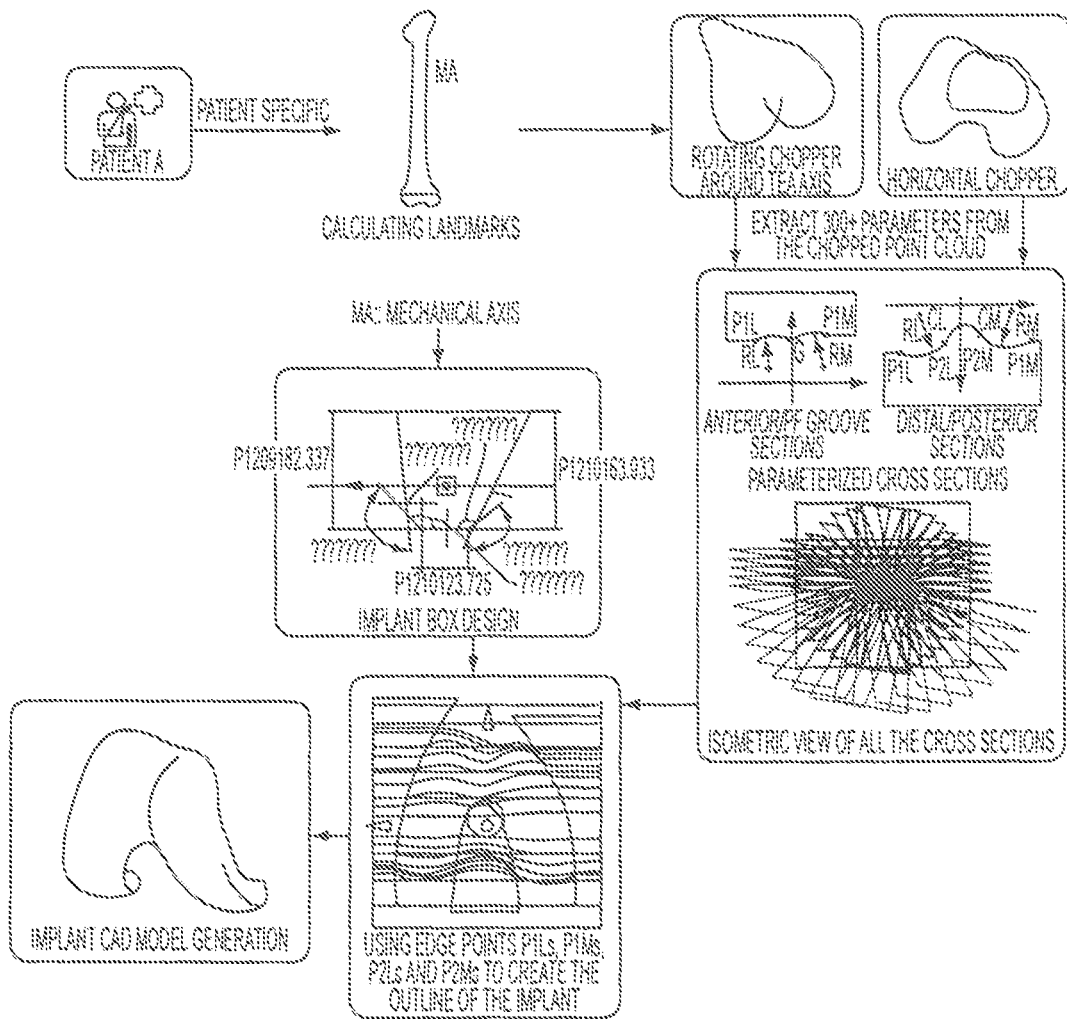 PATIENT A
PATIENT SPECIFIC
MA
CALCULATING LANDMARKS
ROTATING CHOPPER
AROUND TEA AXIS
HORIZONTAL CHOPPER
EXTRACT 300+ PARAMETERS FROM
THE CHOPPED POINT CLOUD
P1L
P1M
RL
G
RM
ANTERIOR/PF GROOVE
SECTIONS
RL
CL
CM
RM
P1L
P2L
P2M
P1M
DISTAL/POSTERIOR
SECTIONS
PARAMETERIZED CROSS SECTIONS
ISOMETRIC VIEW OF ALL THE CROSS SECTIONS
MA:: MECHANICAL AXIS
????????
????????
P1209182.337
P1210163.933
????????
????????
P1210123.725
????????
IMPLANT BOX DESIGN
USING EDGE POINTS P1Ls, P1Ms,
P2Ls AND P2Ms TO CREATE THE
OUTLINE OF THE IMPLANT
IMPLANT CAD MODEL GENERATION